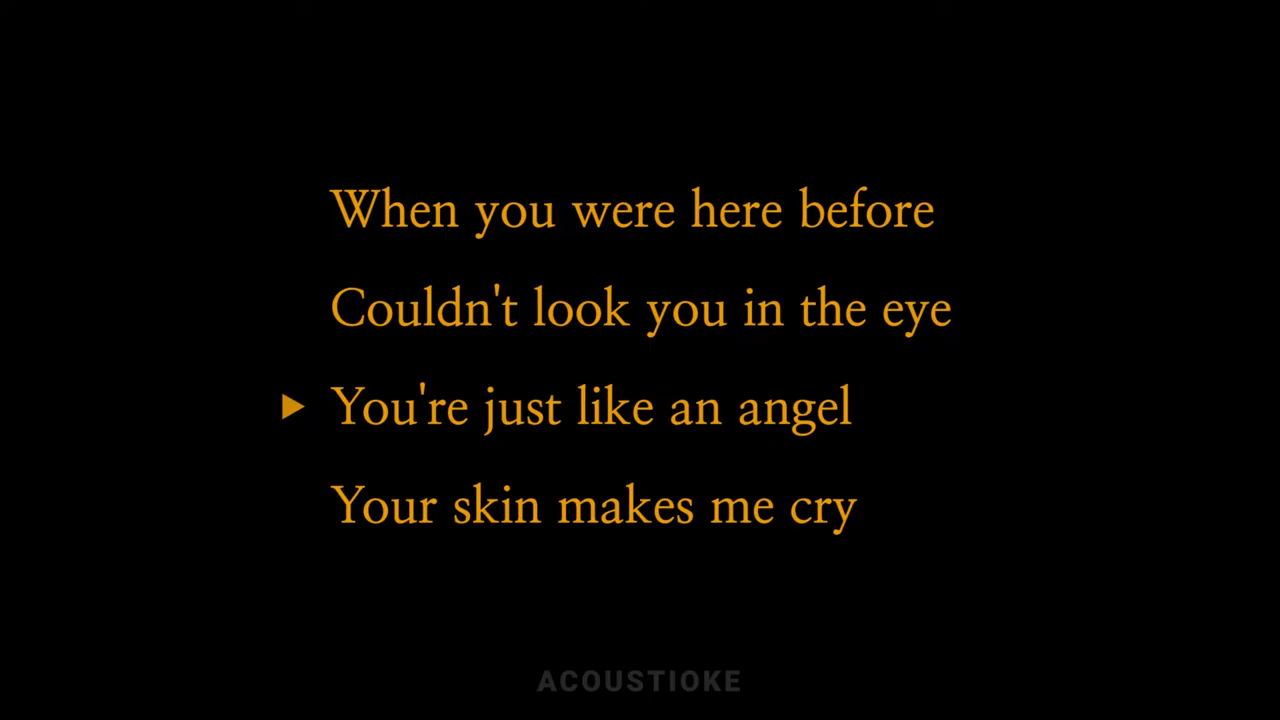 When you were here before
Couldn't look you in the eye
You're just like an angel
Your skin makes me cry
ACOUSTIOKE